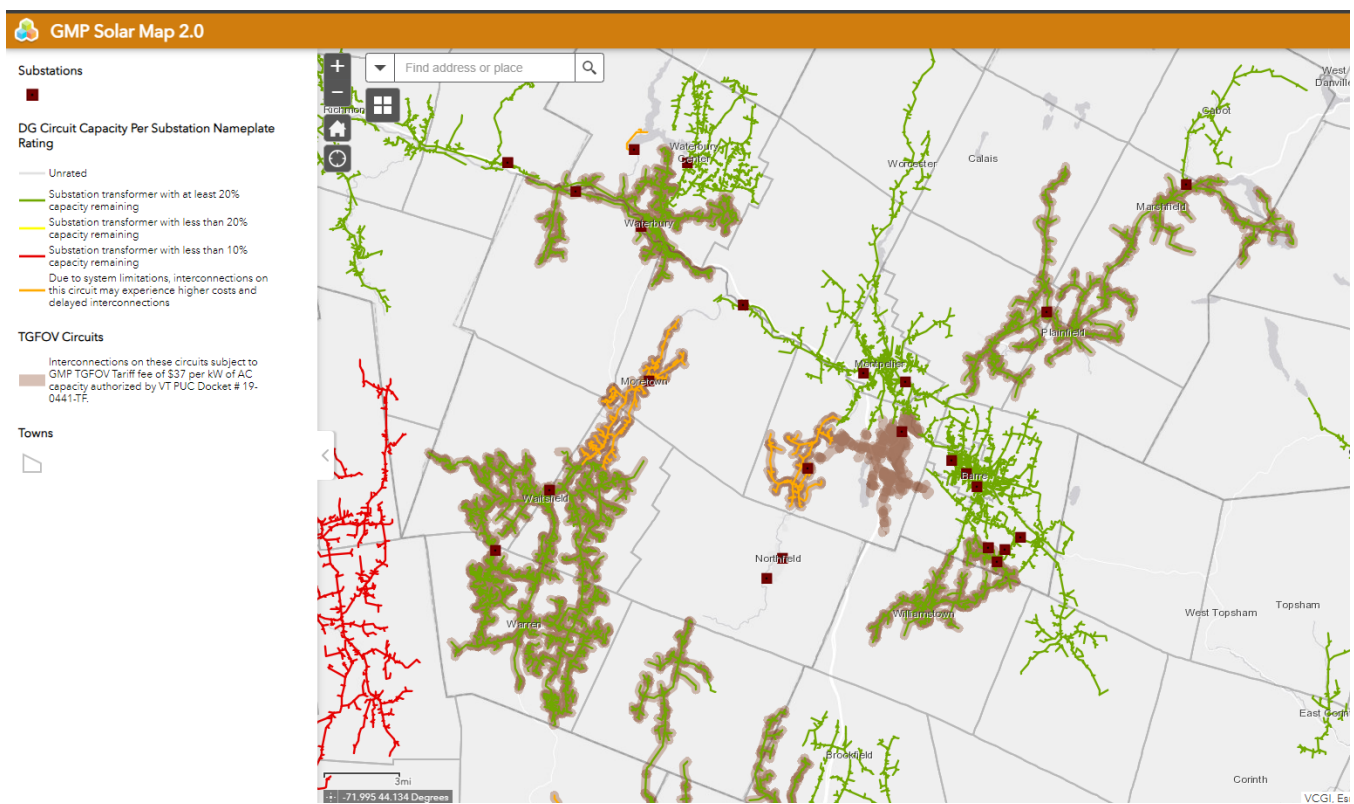 GMP Solar Map 2.0
Substations
DG Circuit Capacity Per Substation Nameplate
Rating
Unrated
Substation transformer with at least 20%
capacity remaining
Substation transformer with less than 20%
capacity remaining
Substation transformer with less than 10%
capacity remaining
Due to system limitations, interconnections on
this circuit may experience higher costs and
delayed interconnections
TGFOV Circuits
Interconnections on these circuits subject to
GMP TGFOV Tariff fee of $37 per kW of AC
capacity authorized by VT PUC Docket # 19-
0441-TF.
Towns
+
Find address or place
−
Richmon
West
Danville
Cabot
Waterbury
Center
Worcester
Calais
Marshfield
Waterbury
Plainfield
Montpelier
Moretown
Barre
Waitsfield
Northfield
Williamstown
West Topsham
Topsham
Warren
East Corint
Brookfield
Corinth
3mi
-71.995 44.134 Degrees
VCGI, Es